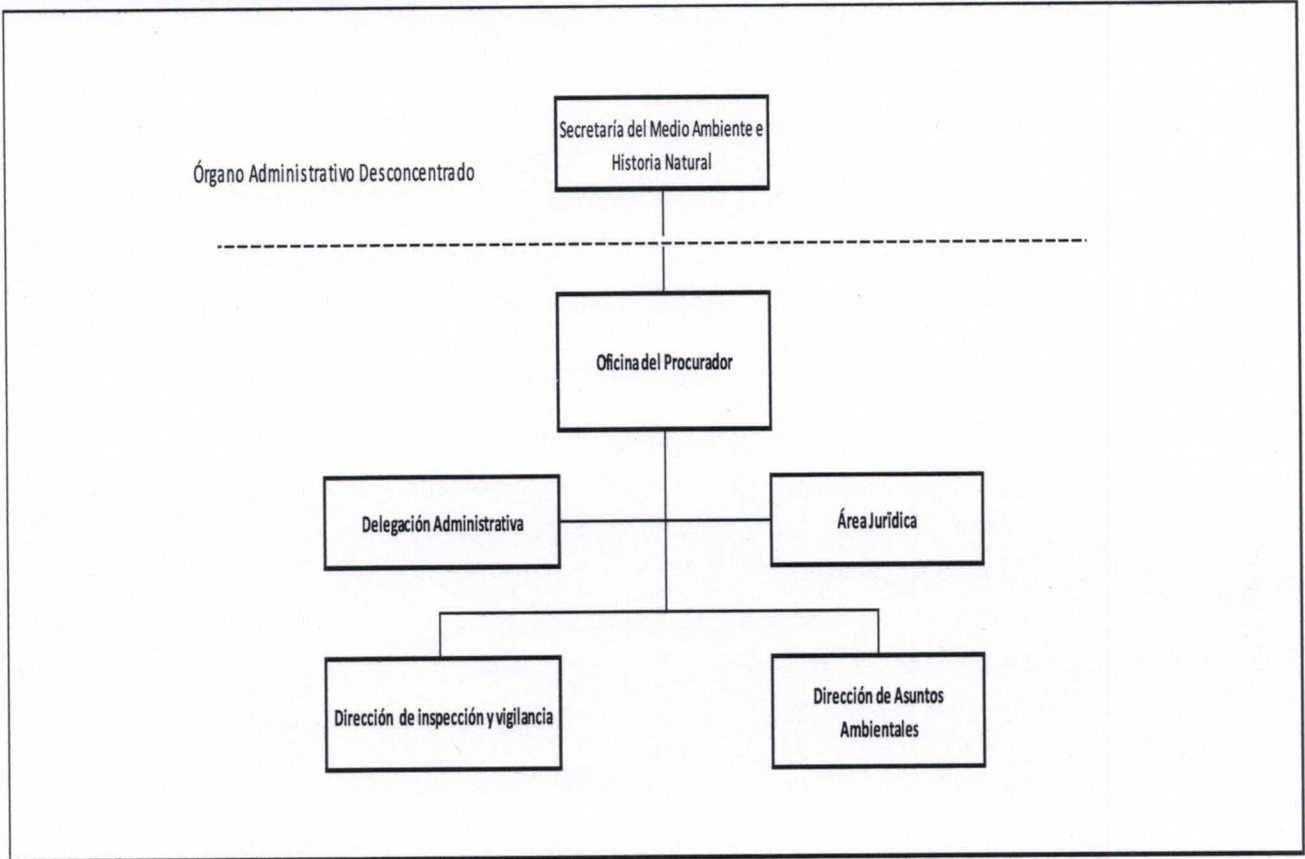 Secretaría del Medio Ambiente e
Historia Natural
Órgano Administrativo Desconcentrado
Oficina del Procurador
Delegación Administrativa
Área Jurídica
Dirección de inspección y vigilancia
Dirección de Asuntos
Ambientales